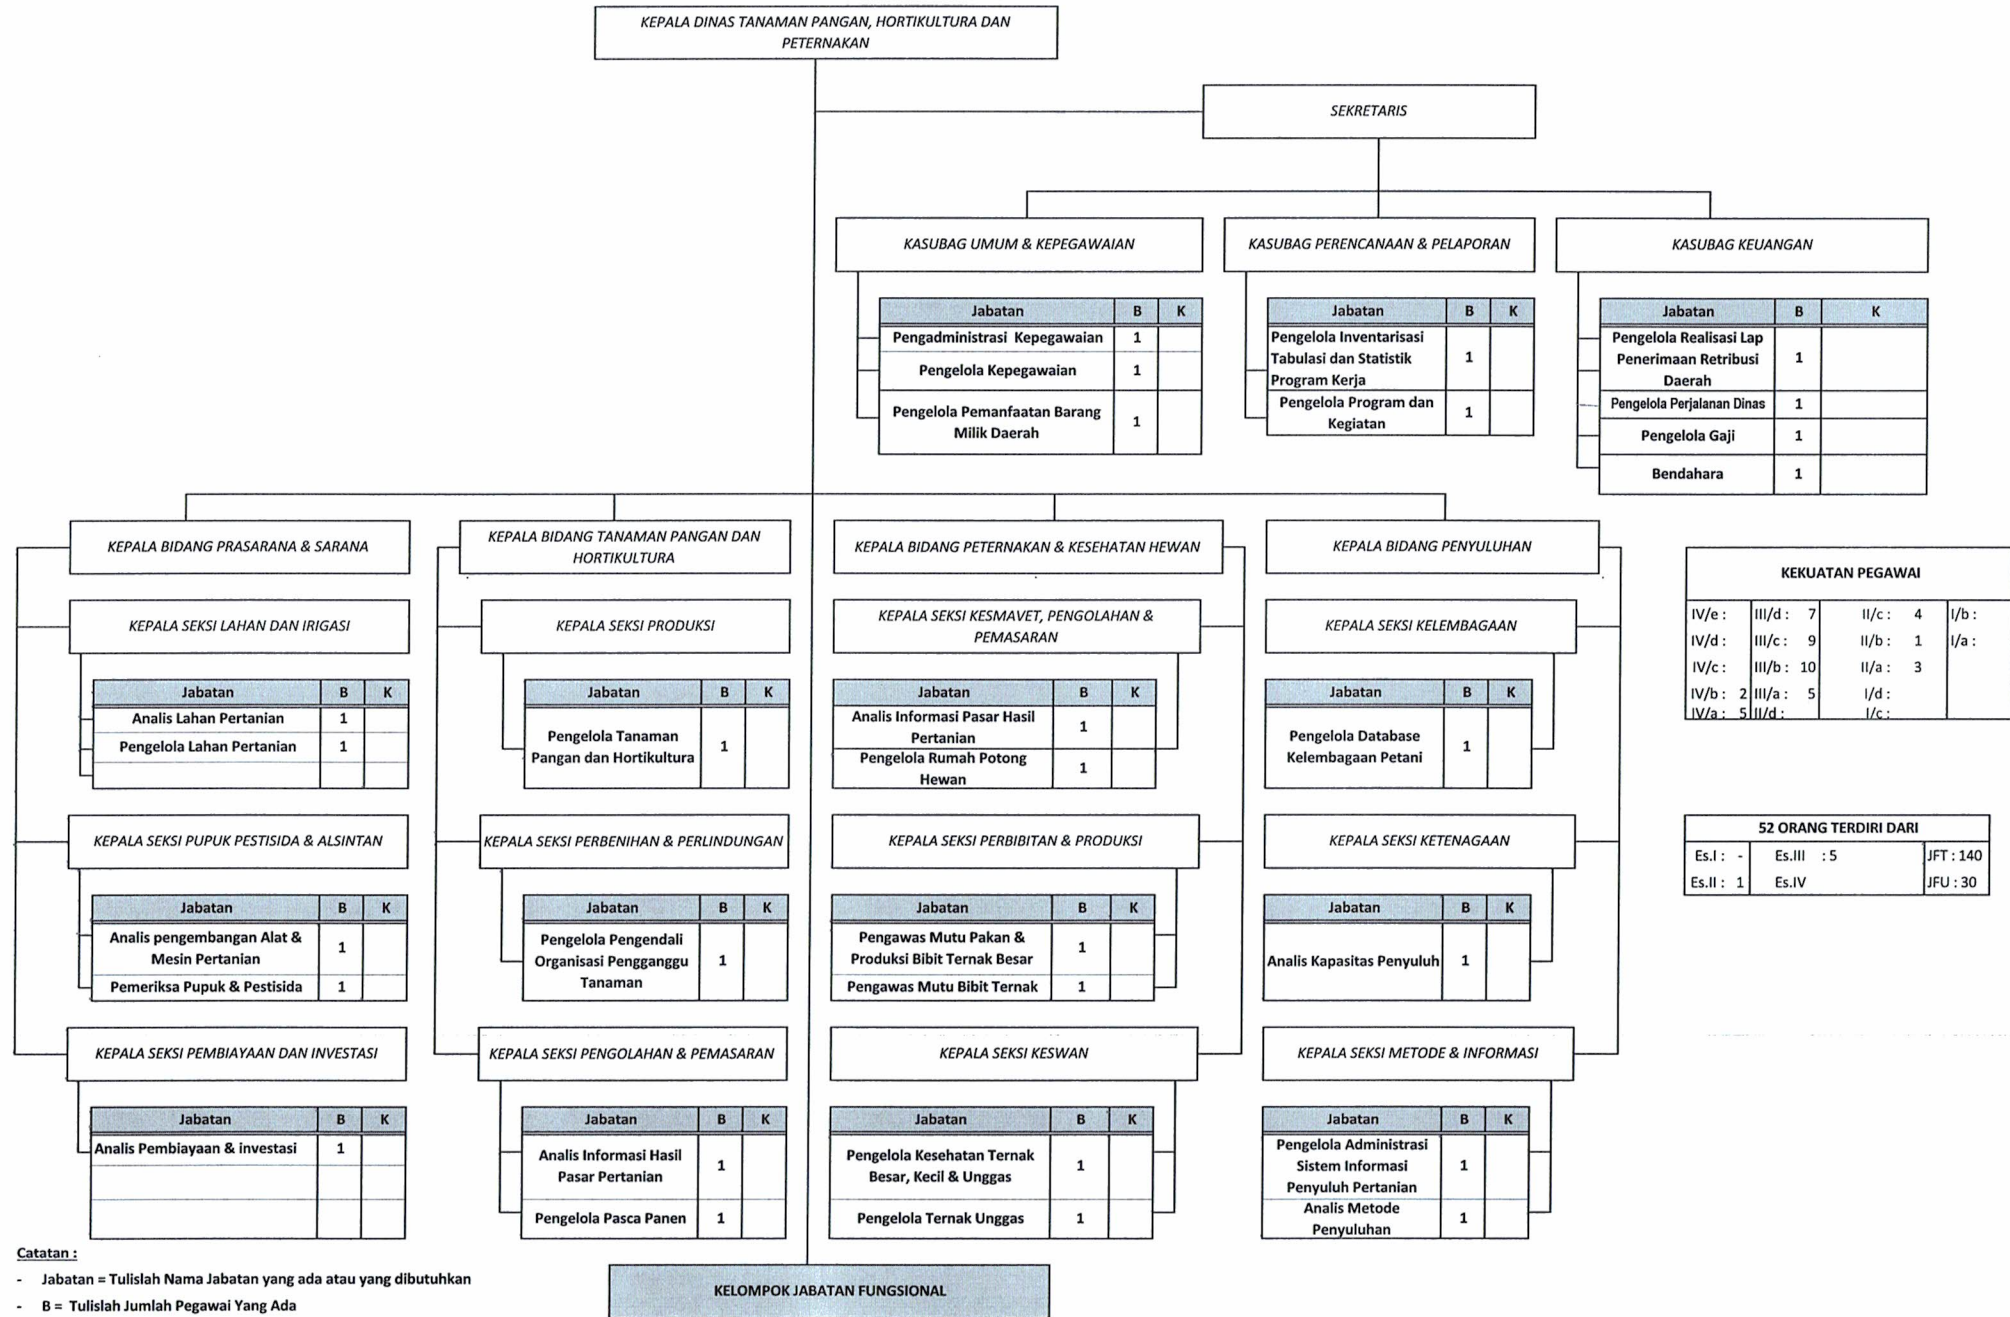 KEPALA DINAS TANAMAN PANGAN, HORTIKULTURA DAN
PETERNAKAN
SEKRETARIS
KASUBAG UMUM & KEPEGAWAIAN
Jabatan B K
Pengadministrasi Kepegawaian 1
Pengelola Kepegawaian 1
Pengelola Pemanfaatan Barang
Milik Daerah 1
KASUBAG PERENCANAAN & PELAPORAN
Jabatan B K
Pengelola Inventarisasi
Tabulasi dan Statistik 1
Program Kerja
Pengelola Program dan
Kegiatan 1
KASUBAG KEUANGAN
Jabatan B K
Pengelola Realisasi Lap
Penerimaan Retribusi 1
Daerah
Pengelola Perjalanan Dinas 1
Pengelola Gaji 1
Bendahara 1
KEPALA BIDANG PRASARANA & SARANA
KEPALA SEKSI LAHAN DAN IRIGASI
Jabatan B K
Analis Lahan Pertanian 1
Pengelola Lahan Pertanian 1
KEPALA SEKSI PUPUK PESTISIDA & ALSINTAN
Jabatan B K
Analis pengembangan Alat &
Mesin Pertanian 1
Pemeriksa Pupuk & Pestisida 1
KEPALA SEKSI PEMBIAYAAN DAN INVESTASI
Jabatan B K
Analis Pembiayaan & investasi 1
KEPALA BIDANG TANAMAN PANGAN DAN
HORTIKULTURA
KEPALA SEKSI PRODUKSI
Jabatan B K
Pengelola Tanaman
Pangan dan Hortikultura 1
KEPALA SEKSI PERBENIHAN & PERLINDUNGAN
Jabatan B K
Pengelola Pengendali
Organisasi Pengganggu 1
Tanaman
KEPALA SEKSI PENGOLAHAN & PEMASARAN
Jabatan B K
Analis Informasi Hasil
Pasar Pertanian 1
Pengelola Pasca Panen 1
KEPALA BIDANG PETERNAKAN & KESEHATAN HEWAN
KEPALA SEKSI KESMAVET, PENGOLAHAN &
PEMASARAN
Jabatan B K
Analis Informasi Pasar Hasil
Pertanian 1
Pengelola Rumah Potong
Hewan 1
KEPALA SEKSI PERBIBITAN & PRODUKSI
Jabatan B K
Pengawas Mutu Pakan &
Produksi Bibit Ternak Besar 1
Pengawas Mutu Bibit Ternak 1
KEPALA SEKSI KESWAN
Jabatan B K
Pengelola Kesehatan Ternak
Besar, Kecil & Unggas 1
Pengelola Ternak Unggas 1
KEPALA BIDANG PENYULUHAN
KEPALA SEKSI KELEMBAGAAN
Jabatan B K
Pengelola Database
Kelembagaan Petani 1
KEPALA SEKSI KETENAGAAN
Jabatan B K
Analis Kapasitas Penyuluh 1
KEPALA SEKSI METODE & INFORMASI
Jabatan B K
Pengelola Administrasi
Sistem Informasi 1
Penyuluh Pertanian
Analis Metode
Penyuluhan 1
KEKUATAN PEGAWAI
IV/e : III/d : 7 II/c : 4 I/b :
IV/d : III/c : 9 II/b : 1 I/a :
IV/c : III/b : 10 II/a : 3
IV/b : 2 III/a : 5 I/d :
IV/a : 5 II/d : I/c :
52 ORANG TERDIRI DARI
Es.I : - Es.III : 5 JFT : 140
Es.II : 1 Es.IV JFU : 30
Catatan :
- Jabatan = Tulislah Nama Jabatan yang ada atau yang dibutuhkan
- B = Tulislah Jumlah Pegawai Yang Ada
KELOMPOK JABATAN FUNGSIONAL